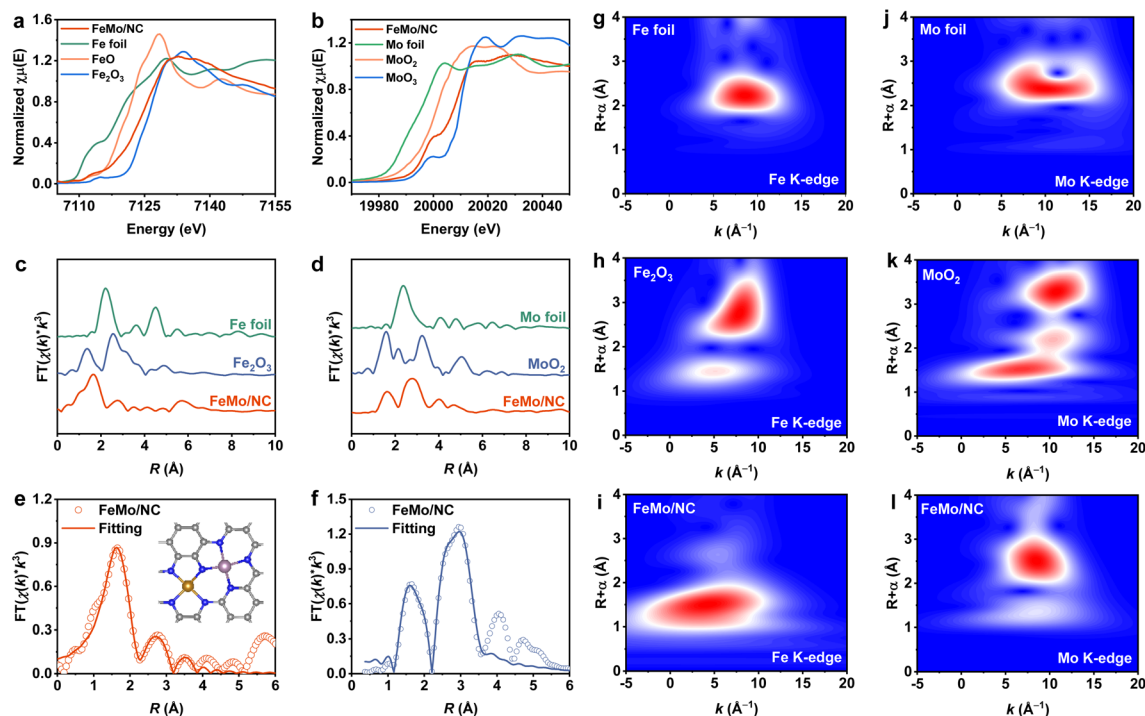 a
FeMo/NC
Fe foil
FeO
Fe₂O₃
Normalized χμ(E)
1.6
1.2
0.8
0.4
0.0
7110 7125 7140 7155
Energy (eV)
b
FeMo/NC
Mo foil
MoO₂
MoO₃
Normalized χμ(E)
1.2
0.9
0.6
0.3
0.0
19980 20000 20020 20040
Energy (eV)
c
Fe foil
Fe₂O₃
FeMo/NC
FT(χ(k)*k³)
0 2 4 6 8 10
R (Å)
d
Mo foil
MoO₂
FeMo/NC
FT(χ(k)*k³)
0 2 4 6 8 10
R (Å)
e
FeMo/NC
Fitting
FT(χ(k)*k³)
1.2
0.9
0.6
0.3
0.0
0 1 2 3 4 5 6
R (Å)
f
FeMo/NC
Fitting
FT(χ(k)*k³)
1.5
1.2
0.9
0.6
0.3
0.0
0 1 2 3 4 5 6
R (Å)
g
Fe foil
Fe K-edge
R+α (Å)
4
3
2
1
0
-5 0 5 10 15 20
k (Å⁻¹)
h
Fe₂O₃
Fe K-edge
R+α (Å)
4
3
2
1
0
-5 0 5 10 15 20
k (Å⁻¹)
i
FeMo/NC
Fe K-edge
R+α (Å)
4
3
2
1
0
-5 0 5 10 15 20
k (Å⁻¹)
j
Mo foil
Mo K-edge
R+α (Å)
4
3
2
1
0
-5 0 5 10 15 20
k (Å⁻¹)
k
MoO₂
Mo K-edge
R+α (Å)
4
3
2
1
0
-5 0 5 10 15 20
k (Å⁻¹)
l
FeMo/NC
Mo K-edge
R+α (Å)
4
3
2
1
0
-5 0 5 10 15 20
k (Å⁻¹)